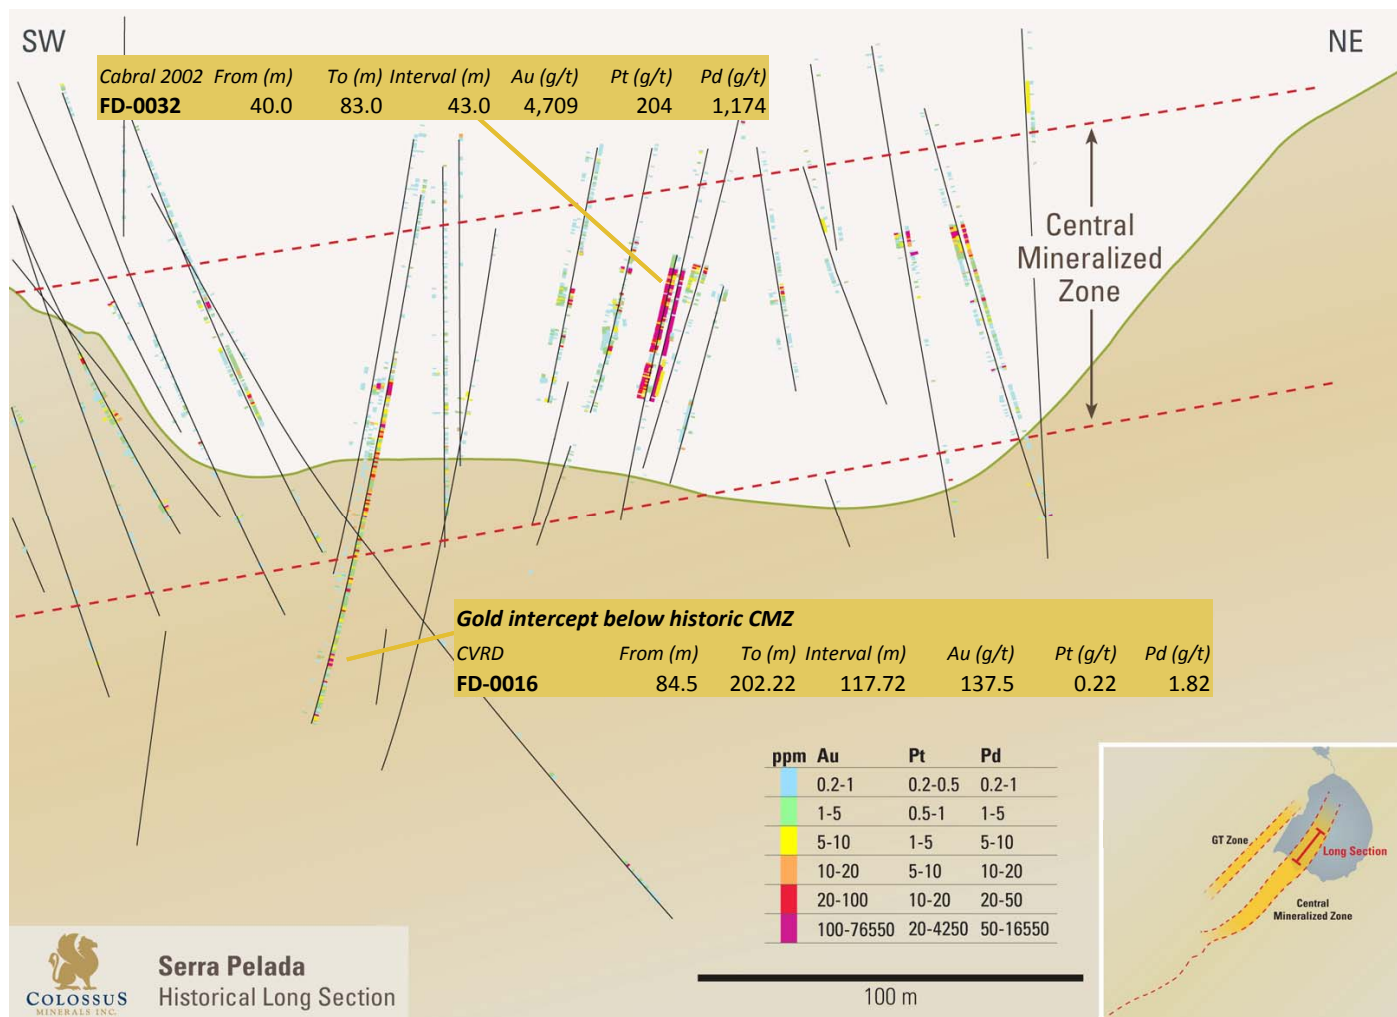 SW
NE
Cabral 2002 From (m) To (m) Interval (m) Au (g/t) Pt (g/t) Pd (g/t)
FD-0032 40.0 83.0 43.0 4,709 204 1,174
Central
Mineralized
Zone
Gold intercept below historic CMZ
CVRD From (m) To (m) Interval (m) Au (g/t) Pt (g/t) Pd (g/t)
FD-0016 84.5 202.22 117.72 137.5 0.22 1.82
ppm Au Pt Pd
0.2-1 0.2-0.5 0.2-1
1-5 0.5-1 1-5
5-10 1-5 5-10
10-20 5-10 10-20
20-100 10-20 20-50
100-76550 20-4250 50-16550
100 m
GT Zone
Long Section
Central
Mineralized Zone
COLOSSUS
MINERALS INC.
Serra Pelada
Historical Long Section